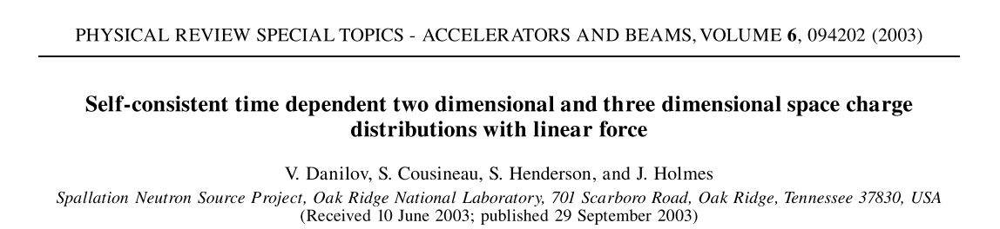 PHYSICAL REVIEW SPECIAL TOPICS - ACCELERATORS AND BEAMS, VOLUME 6, 094202 (2003)
Self-consistent time dependent two dimensional and three dimensional space charge
distributions with linear force
V. Danilov, S. Cousineau, S. Henderson, and J. Holmes
Spallation Neutron Source Project, Oak Ridge National Laboratory, 701 Scarboro Road, Oak Ridge, Tennessee 37830, USA
(Received 10 June 2003; published 29 September 2003)